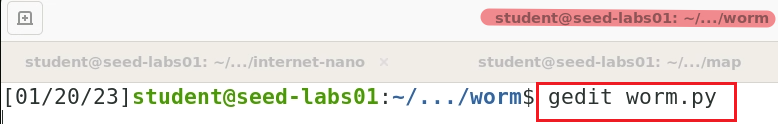 student@seed-labs01: ~/.../worm
student@seed-labs01: ~/.../internet-nano × student@seed-labs01: ~/.../map
[01/20/23]student@seed-labs01:~/.../worm$ gedit worm.py